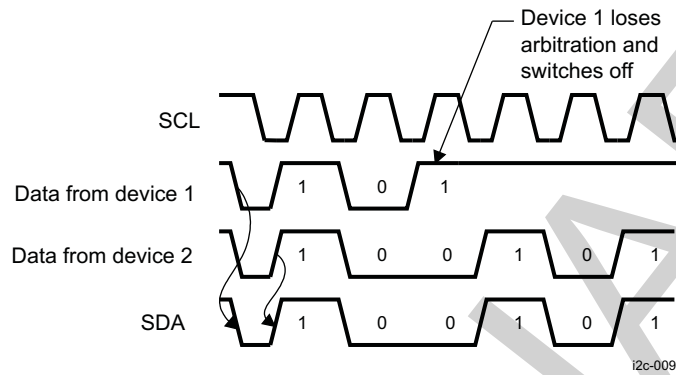 Device 1 loses
arbitration and
switches off
SCL
Data from device 1 1 0 1
Data from device 2 1 0 0 1 0 1
SDA 1 0 0 1 0 1
i2c-009